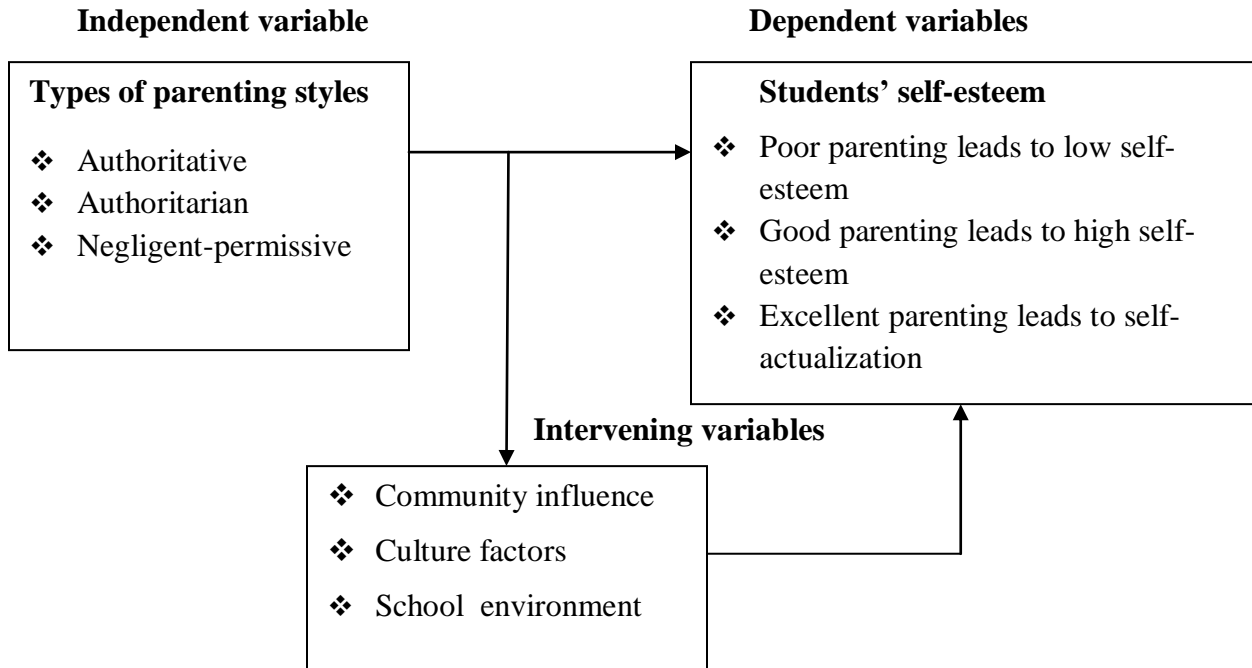 Independent variable
Dependent variables
Types of parenting styles
❖ Authoritative
❖ Authoritarian
❖ Negligent-permissive
Students’ self-esteem
❖ Poor parenting leads to low self-
esteem
❖ Good parenting leads to high self-
esteem
❖ Excellent parenting leads to self-
actualization
Intervening variables
❖ Community influence
❖ Culture factors
❖ School environment